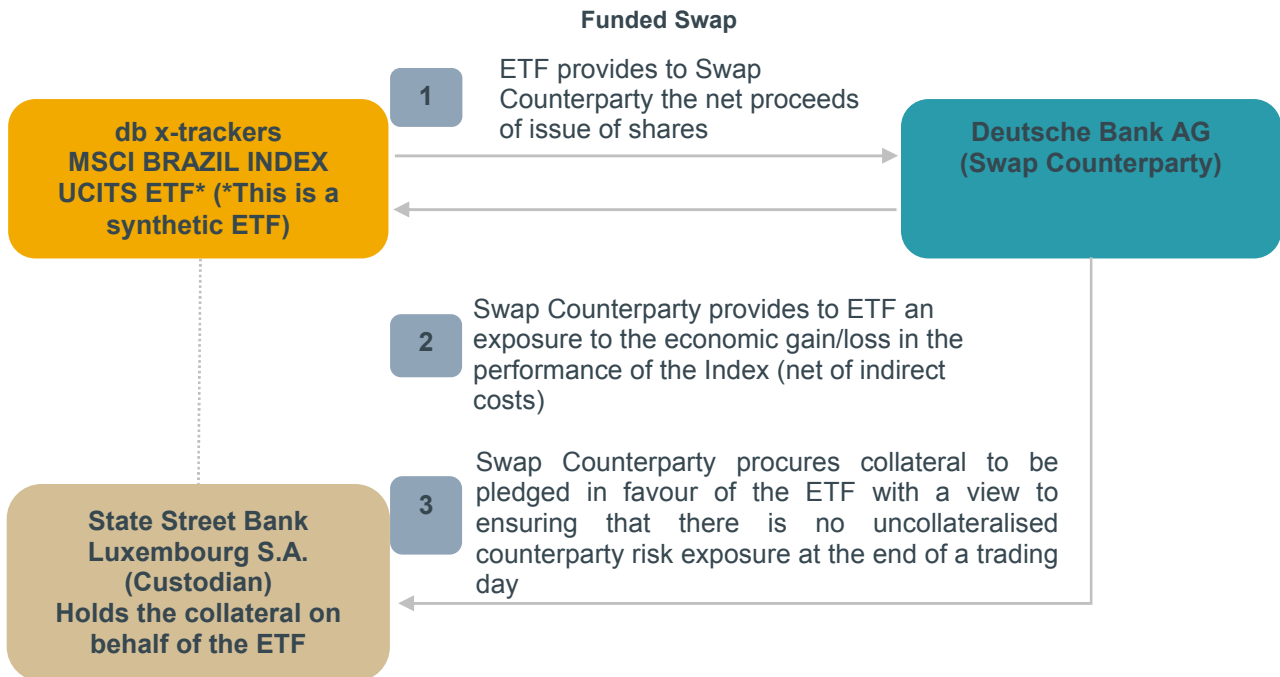 Funded Swap
1
ETF provides to Swap
Counterparty the net proceeds
of issue of shares
db x-trackers
MSCI BRAZIL INDEX
UCITS ETF* (*This is a
synthetic ETF)
Deutsche Bank AG
(Swap Counterparty)
2
Swap Counterparty provides to ETF an
exposure to the economic gain/loss in the
performance of the Index (net of indirect
costs)
3
Swap Counterparty procures collateral to be
pledged in favour of the ETF with a view to
ensuring that there is no uncollateralised
counterparty risk exposure at the end of a trading
day
State Street Bank
Luxembourg S.A.
(Custodian)
Holds the collateral on
behalf of the ETF